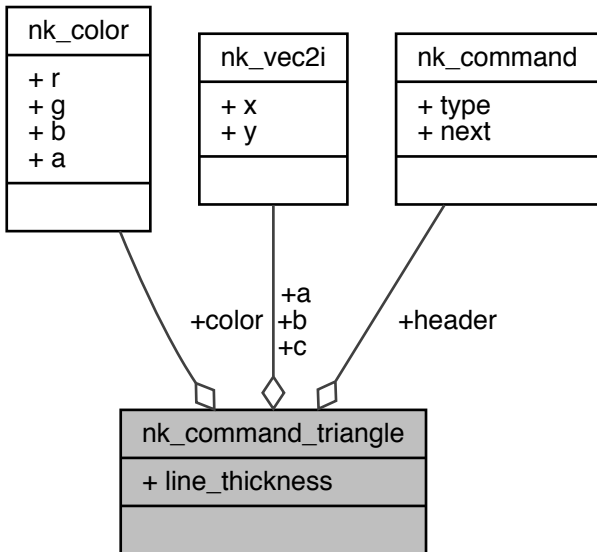 nk_color
+ r
+ g
+ b
+ a
nk_vec2i
+ x
+ y
nk_command
+ type
+ next
+color
+a
+b
+c
+header
nk_command_triangle
+ line_thickness